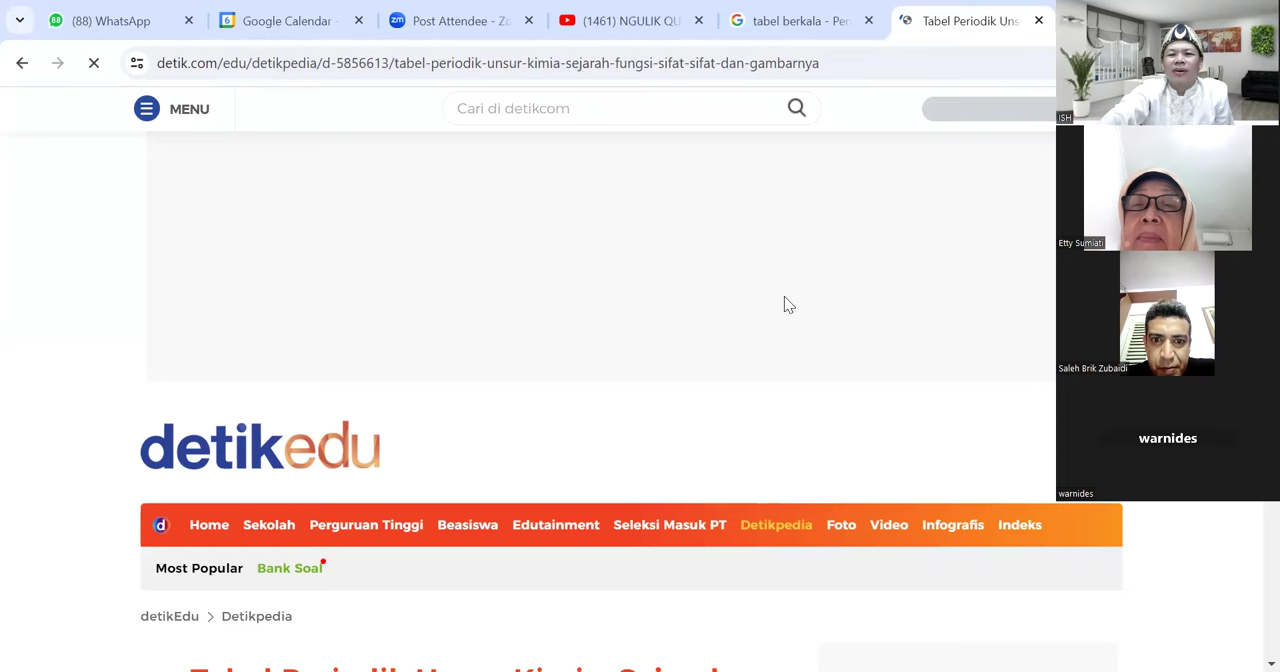 (88) WhatsApp
Google Calendar -
Post Attendee - Zo
(1461) NGULIK QU
tabel berkala - Pen
Tabel Periodik Uns
detik.com/edu/detikpedia/d-5856613/tabel-periodik-unsur-kimia-sejarah-fungsi-sifat-sifat-dan-gambarnya
MENU
Cari di detikcom
ISH
Etty Sumiati
Saleh Brik Zubaidi
warnides
warnides
detikedu
Home Sekolah Perguruan Tinggi Beasiswa Edutainment Seleksi Masuk PT Detikpedia Foto Video Infografis Indeks
Most Popular Bank Soal
detikEdu > Detikpedia